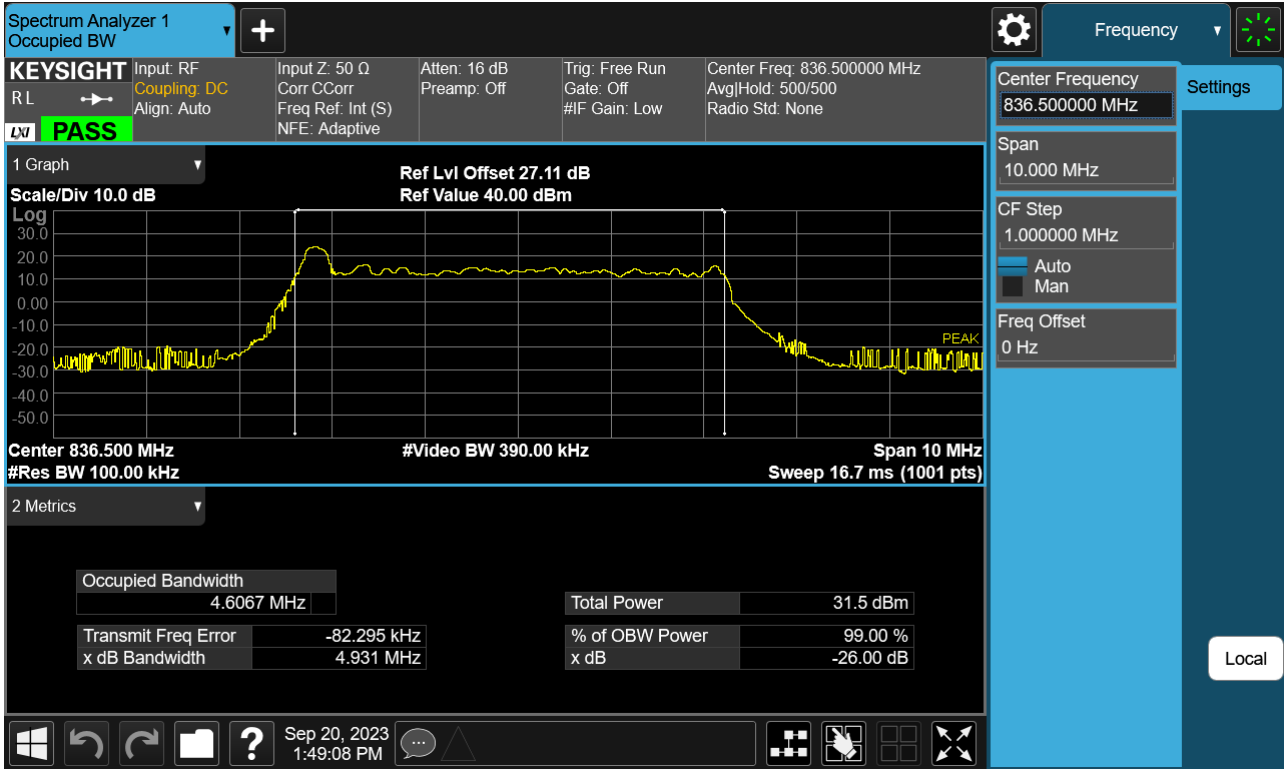 Spectrum Analyzer 1
Occupied BW
Frequency
KEYSIGHT
R L
LXI
PASS
Input: RF
Coupling: DC
Align: Auto
Input Z: 50 Ω
Corr CCorr
Freq Ref: Int (S)
NFE: Adaptive
Atten: 16 dB
Preamp: Off
Trig: Free Run
Gate: Off
#IF Gain: Low
Center Freq: 836.500000 MHz
Avg|Hold: 500/500
Radio Std: None
Center Frequency
836.500000 MHz
Settings
Span
10.000 MHz
CF Step
1.000000 MHz
Auto
Man
Freq Offset
0 Hz
Local
1 Graph
Scale/Div 10.0 dB
Ref Lvl Offset 27.11 dB
Ref Value 40.00 dBm
Log
30.0
20.0
10.0
0.00
-10.0
-20.0
-30.0
-40.0
-50.0
PEAK
Center 836.500 MHz
#Video BW 390.00 kHz
Span 10 MHz
#Res BW 100.00 kHz
Sweep 16.7 ms (1001 pts)
2 Metrics
Occupied Bandwidth
4.6067 MHz
Total Power 31.5 dBm
Transmit Freq Error -82.295 kHz
% of OBW Power 99.00 %
x dB Bandwidth 4.931 MHz
x dB -26.00 dB
?
Sep 20, 2023
1:49:08 PM